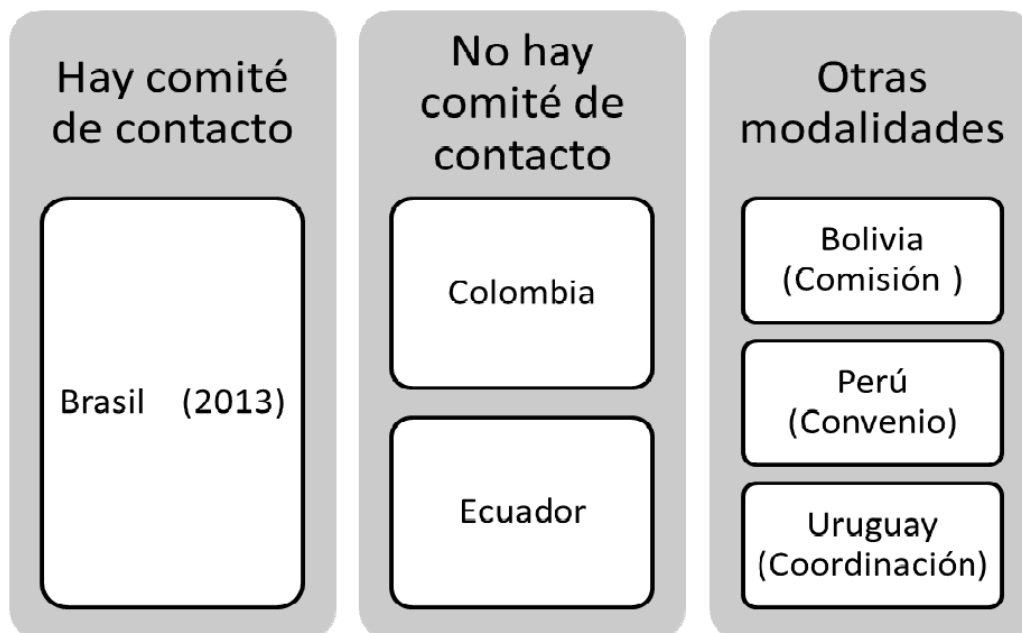 Hay comité
de contacto
Brasil (2013)
No hay
comité de
contacto
Colombia
Ecuador
Otras
modalidades
Bolivia
(Comisión )
Perú
(Convenio)
Uruguay
(Coordinación)